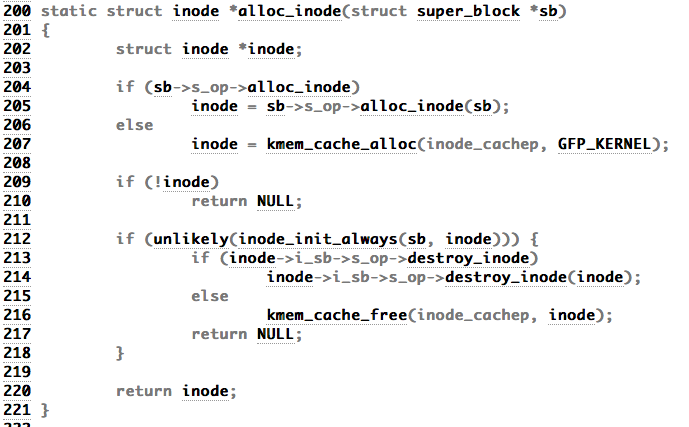 200 static struct inode *alloc_inode(struct super_block *sb)
201 {
202         struct inode *inode;
203
204         if (sb->s_op->alloc_inode)
205                 inode = sb->s_op->alloc_inode(sb);
206         else
207                 inode = kmem_cache_alloc(inode_cachep, GFP_KERNEL);
208
209         if (!inode)
210                 return NULL;
211
212         if (unlikely(inode_init_always(sb, inode))) {
213                 if (inode->i_sb->s_op->destroy_inode)
214                         inode->i_sb->s_op->destroy_inode(inode);
215                 else
216                         kmem_cache_free(inode_cachep, inode);
217                 return NULL;
218         }
219
220         return inode;
221 }